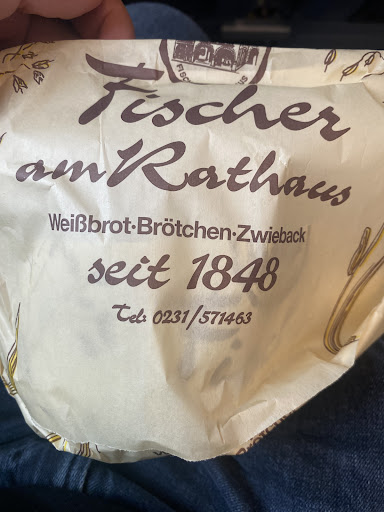 Fischer
am Rathaus
Weißbrot·Brötchen·Zwieback
seit 1848
Tel: 0231/571463